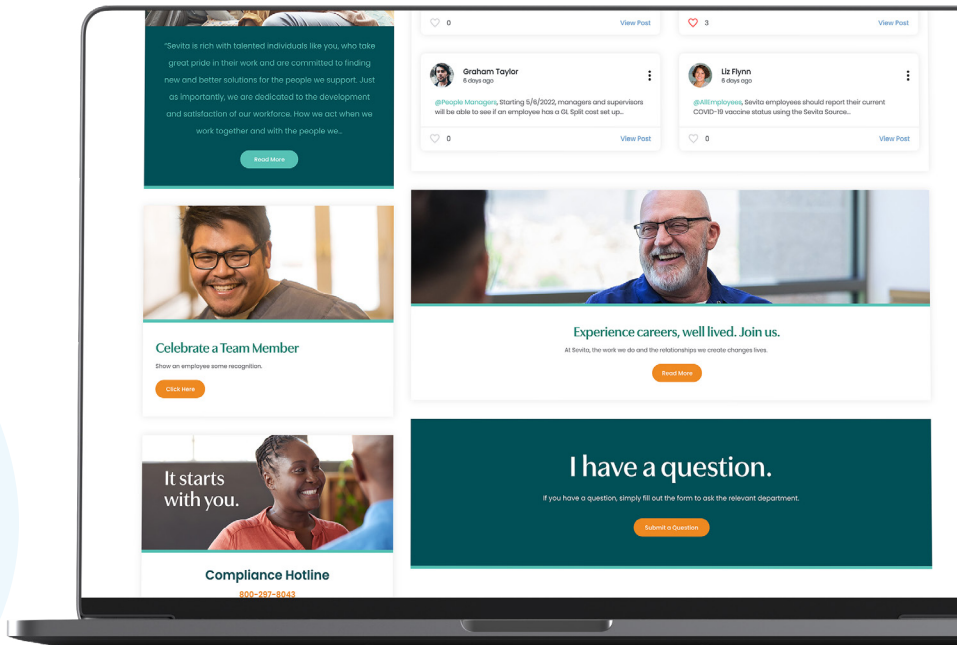 "Sevita is rich with talented individuals like you, who take
great pride in their work and are committed to finding
new and better solutions for the people we support. Just
as importantly, we are dedicated to the development
and satisfaction of our workforce. How we act when we
work together and with the people we...
Read More
0
View Post
3
View Post
Graham Taylor
6 days ago
@People Managers, Starting 5/6/2022, managers and supervisors
will be able to see if an employee has a GL Split cost set up...
0
View Post
Liz Flynn
8 days ago
@AllEmployees, Sevita employees should report their current
COVID-19 vaccine status using the Sevita Source...
0
View Post
Celebrate a Team Member
Show an employee some recognition.
Click Here
Experience careers, well lived. Join us.
At Sevita, the work we do and the relationships we create changes lives.
Read More
It starts
with you.
Compliance Hotline
800-297-8043
I have a question.
If you have a question, simply fill out the form to ask the relevant department.
Submit a Question